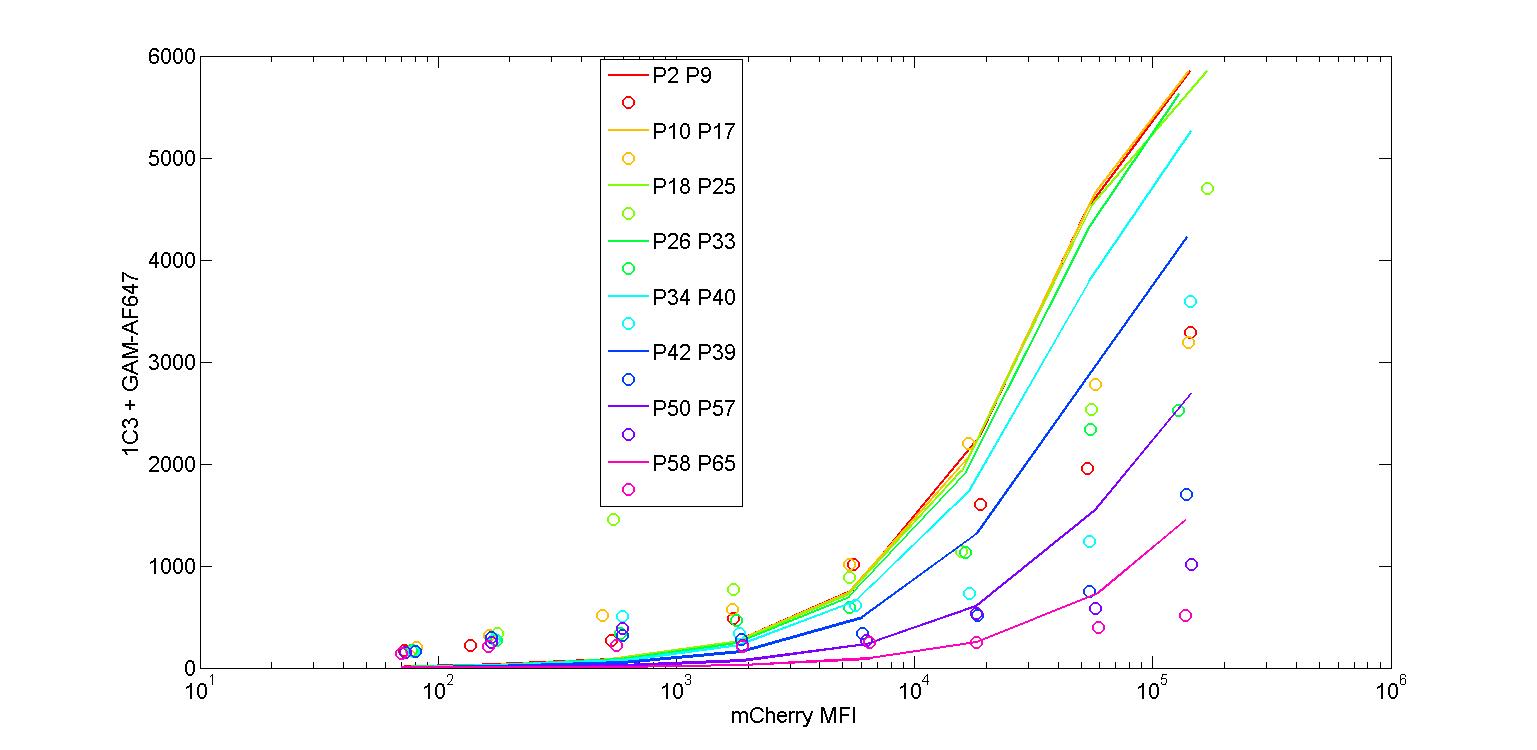 6000
5000
4000
3000
2000
1000
0
1C3 + GAM-AF647
P2 P9
P10 P17
P18 P25
P26 P33
P34 P40
P42 P39
P50 P57
P58 P65
10^1 10^2 10^3 10^4 10^5 10^6
mCherry MFI